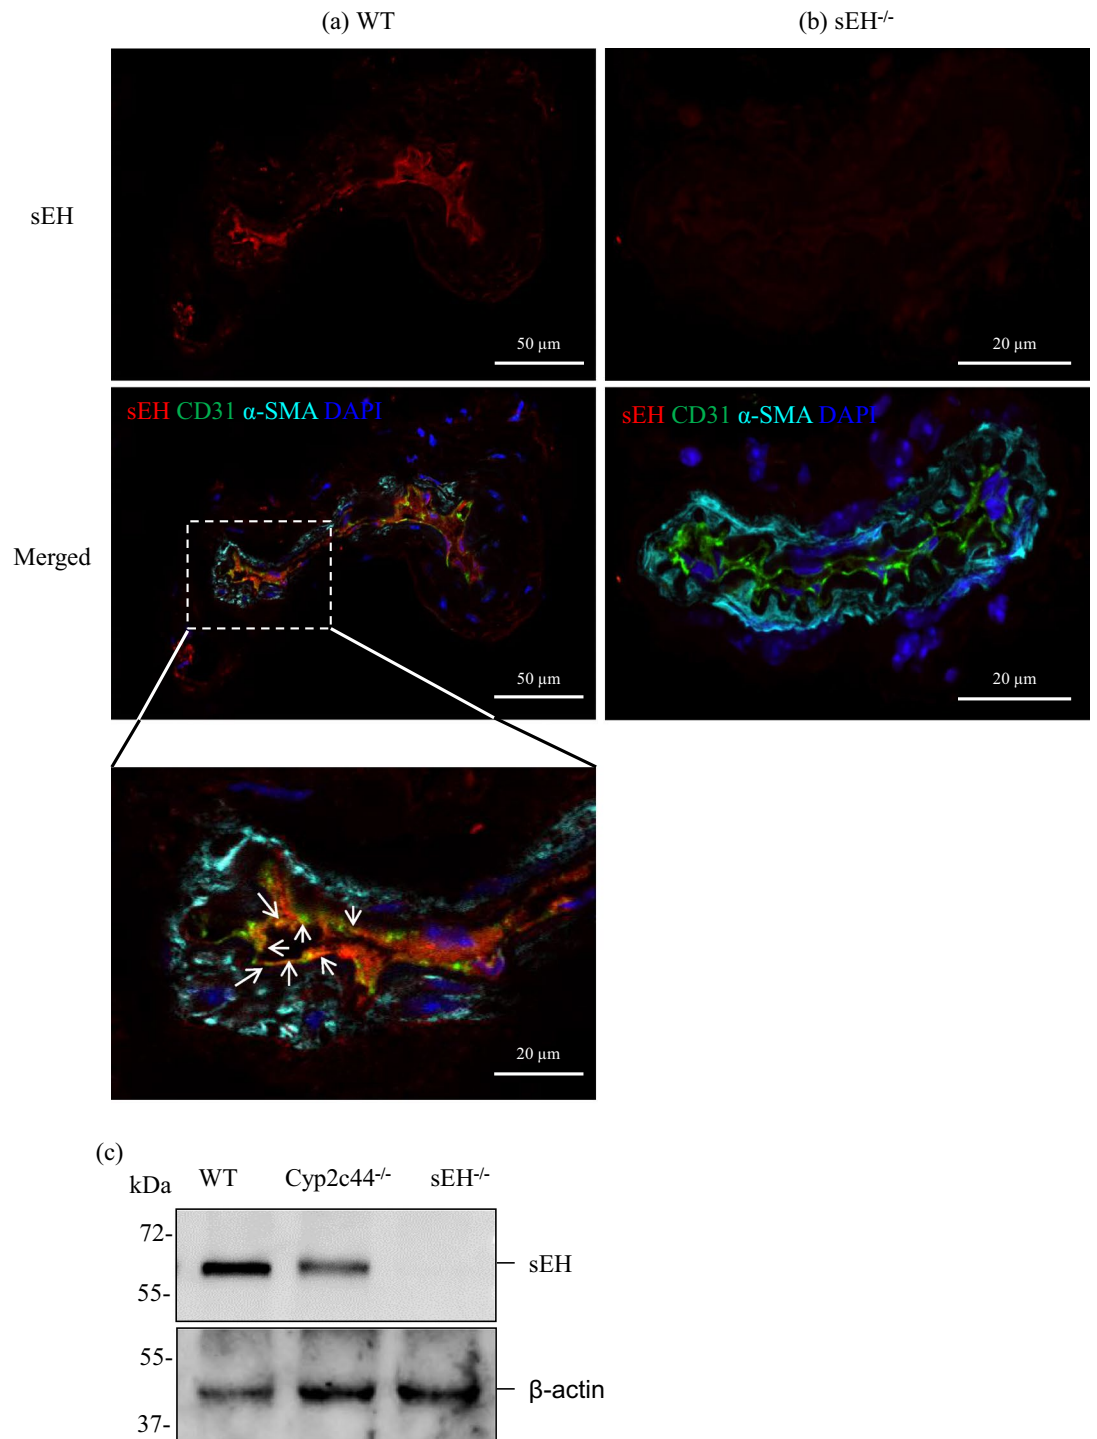 (a) WT
(b) sEH-/-
sEH
50 µm
20 µm
sEH CD31 α-SMA DAPI
sEH CD31 α-SMA DAPI
Merged
50 µm
20 µm
20 µm
(c)
kDa
WT
Cyp2c44-/-
sEH-/-
72-
sEH
55-
55-
β-actin
37-